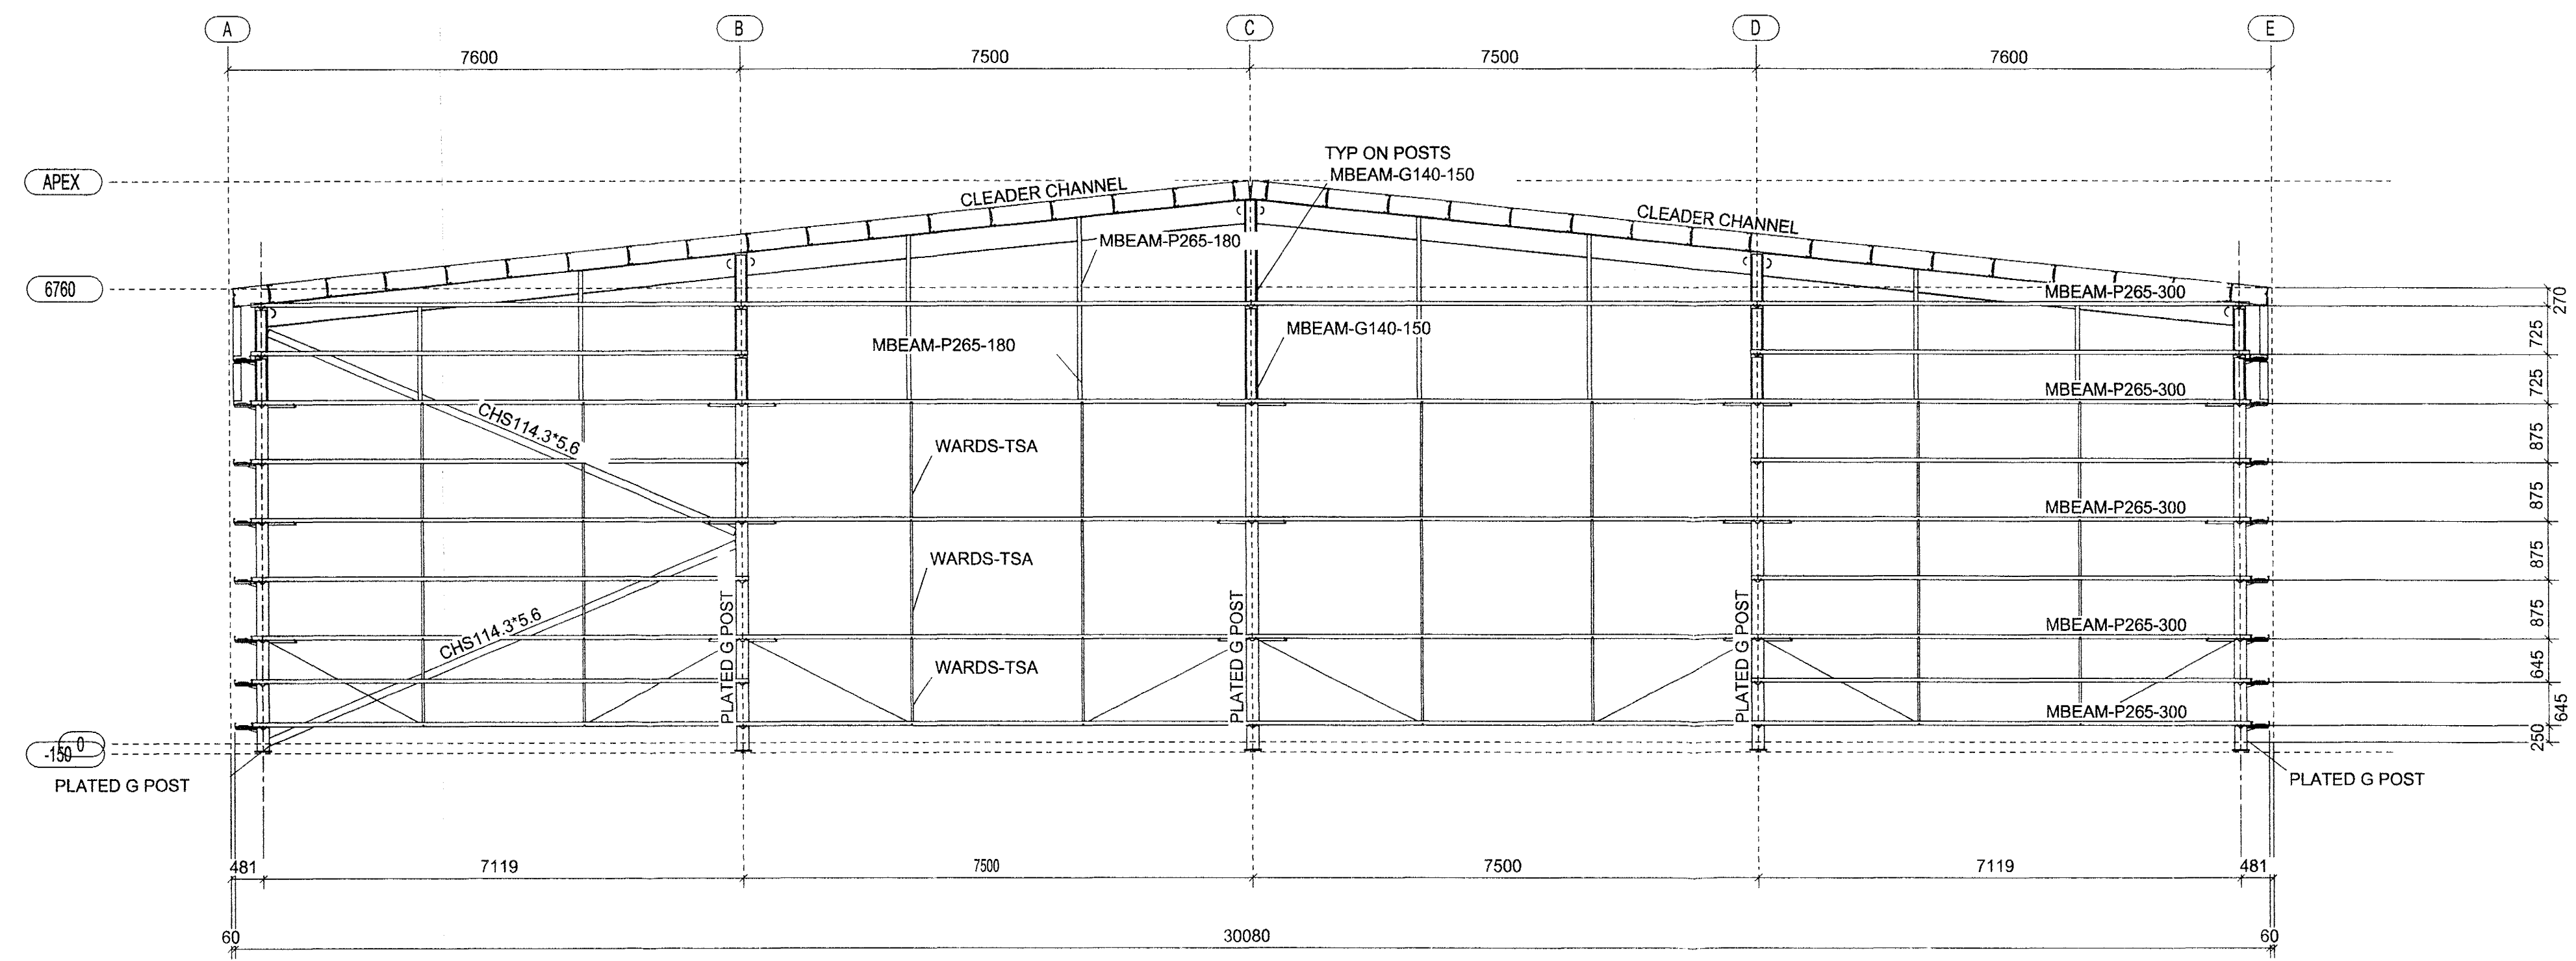 A
B
C
D
E
7600
7500
7500
7600
TYP ON POSTS
MBEAM-G140-150
APEX
CLEADER CHANNEL
CLEADER CHANNEL
MBEAM-P265-180
6760
MBEAM-P265-300
270
MBEAM-G140-150
725
MBEAM-P265-180
MBEAM-P265-300
725
CHS114.3*5.6
WARDS-TSA
875
MBEAM-P265-300
875
WARDS-TSA
875
PLATED G POST
PLATED G POST
PLATED G POST
CHS114.3*5.6
MBEAM-P265-300
875
WARDS-TSA
645
MBEAM-P265-300
645
0
-150
250
PLATED G POST
PLATED G POST
481
7119
7500
7500
7119
481
60
30080
60